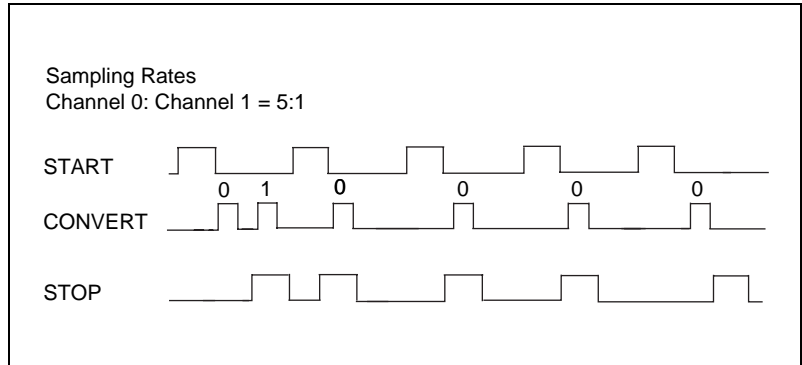 Sampling Rates
Channel 0: Channel 1 = 5:1
START
0 1 0 0 0 0
CONVERT
STOP